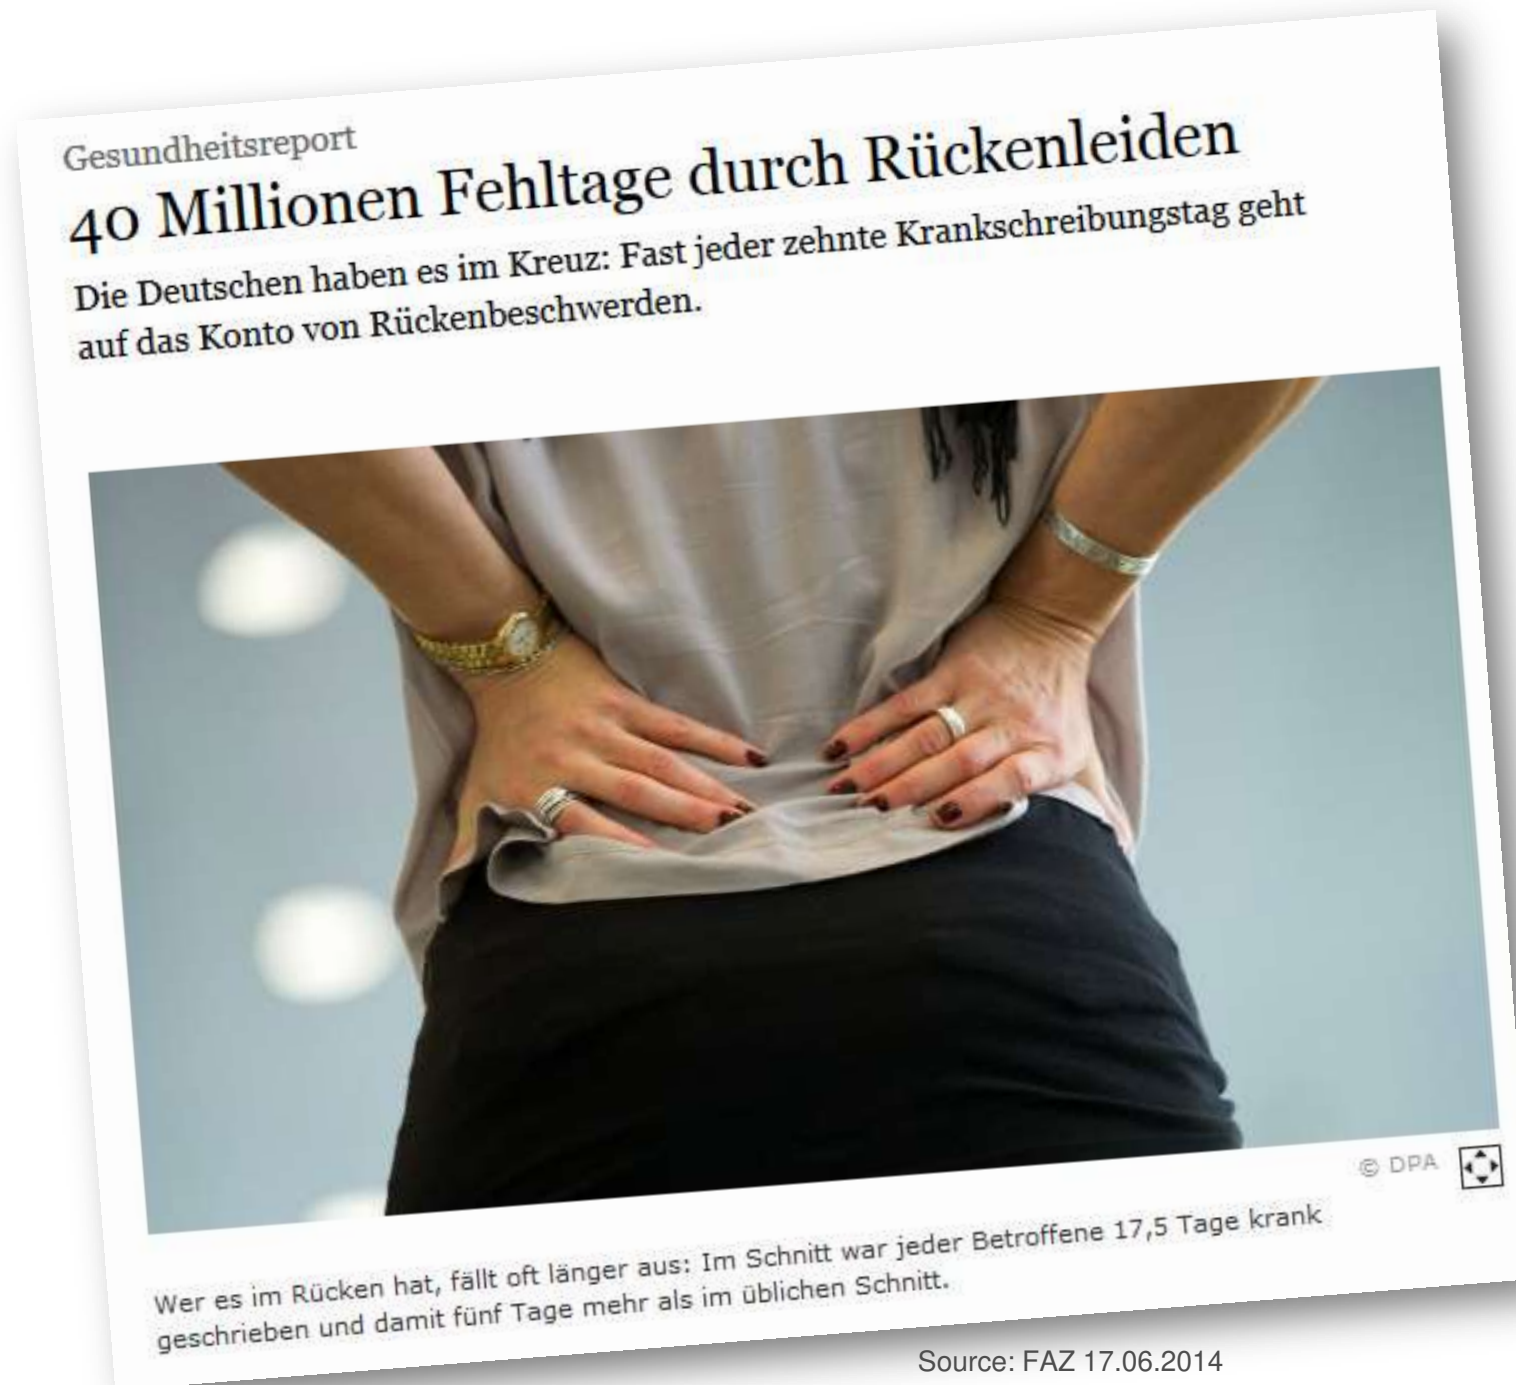 Gesundheitsreport
40 Millionen Fehltage durch Rückenleiden
Die Deutschen haben es im Kreuz: Fast jeder zehnte Krankschreibungstag geht
auf das Konto von Rückenbeschwerden.
© DPA
Wer es im Rücken hat, fällt oft länger aus: Im Schnitt war jeder Betroffene 17,5 Tage krank
geschrieben und damit fünf Tage mehr als im üblichen Schnitt.
Source: FAZ 17.06.2014